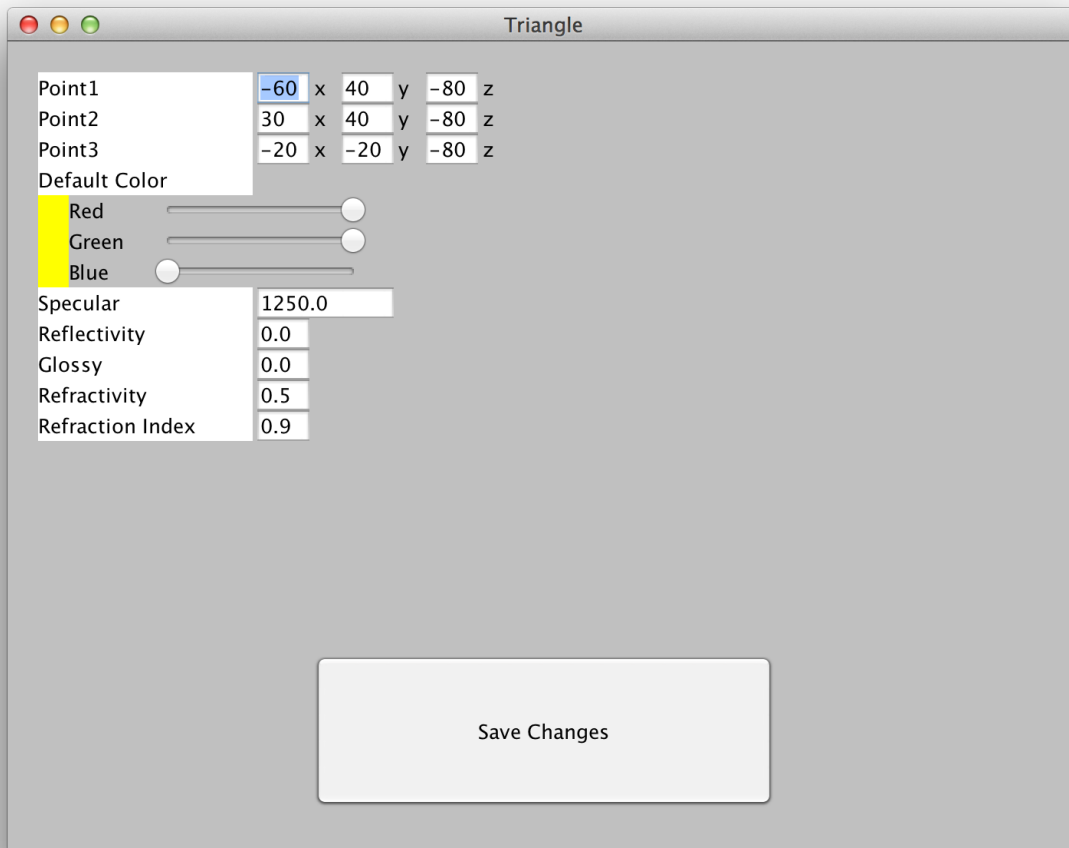 Triangle
Point1 -60 x 40 y -80 z
Point2 30 x 40 y -80 z
Point3 -20 x -20 y -80 z
Default Color
Red
Green
Blue
Specular 1250.0
Reflectivity 0.0
Glossy 0.0
Refractivity 0.5
Refraction Index 0.9
Save Changes